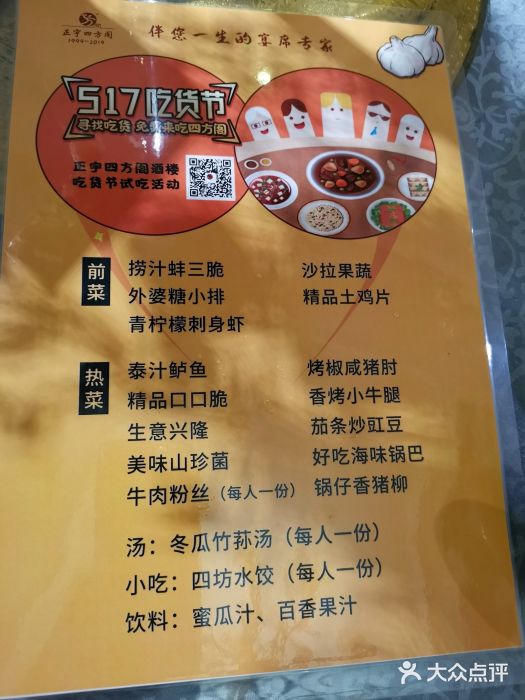 正宇四方阁
1999-2019
伴您一生的宴席专家
517吃货节
寻找吃货 免费来吃四方阁
正宇四方阁酒楼
吃货节试吃活动
前菜
捞汁蚌三脆 沙拉果蔬
外婆糖小排 精品土鸡片
青柠檬刺身虾
热菜
泰汁鲈鱼 烤椒咸猪肘
精品口口脆 香烤小牛腿
生意兴隆 茄条炒豇豆
美味山珍菌 好吃海味锅巴
牛肉粉丝（每人一份） 锅仔香猪柳
汤：冬瓜竹荪汤（每人一份）
小吃：四坊水饺（每人一份）
饮料：蜜瓜汁、百香果汁
大众点评